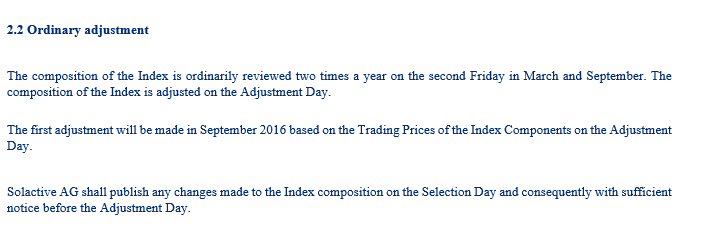 2.2 Ordinary adjustment
The composition of the Index is ordinarily reviewed two times a year on the second Friday in March and September. The
composition of the Index is adjusted on the Adjustment Day.
The first adjustment will be made in September 2016 based on the Trading Prices of the Index Components on the Adjustment
Day.
Solactive AG shall publish any changes made to the Index composition on the Selection Day and consequently with sufficient
notice before the Adjustment Day.